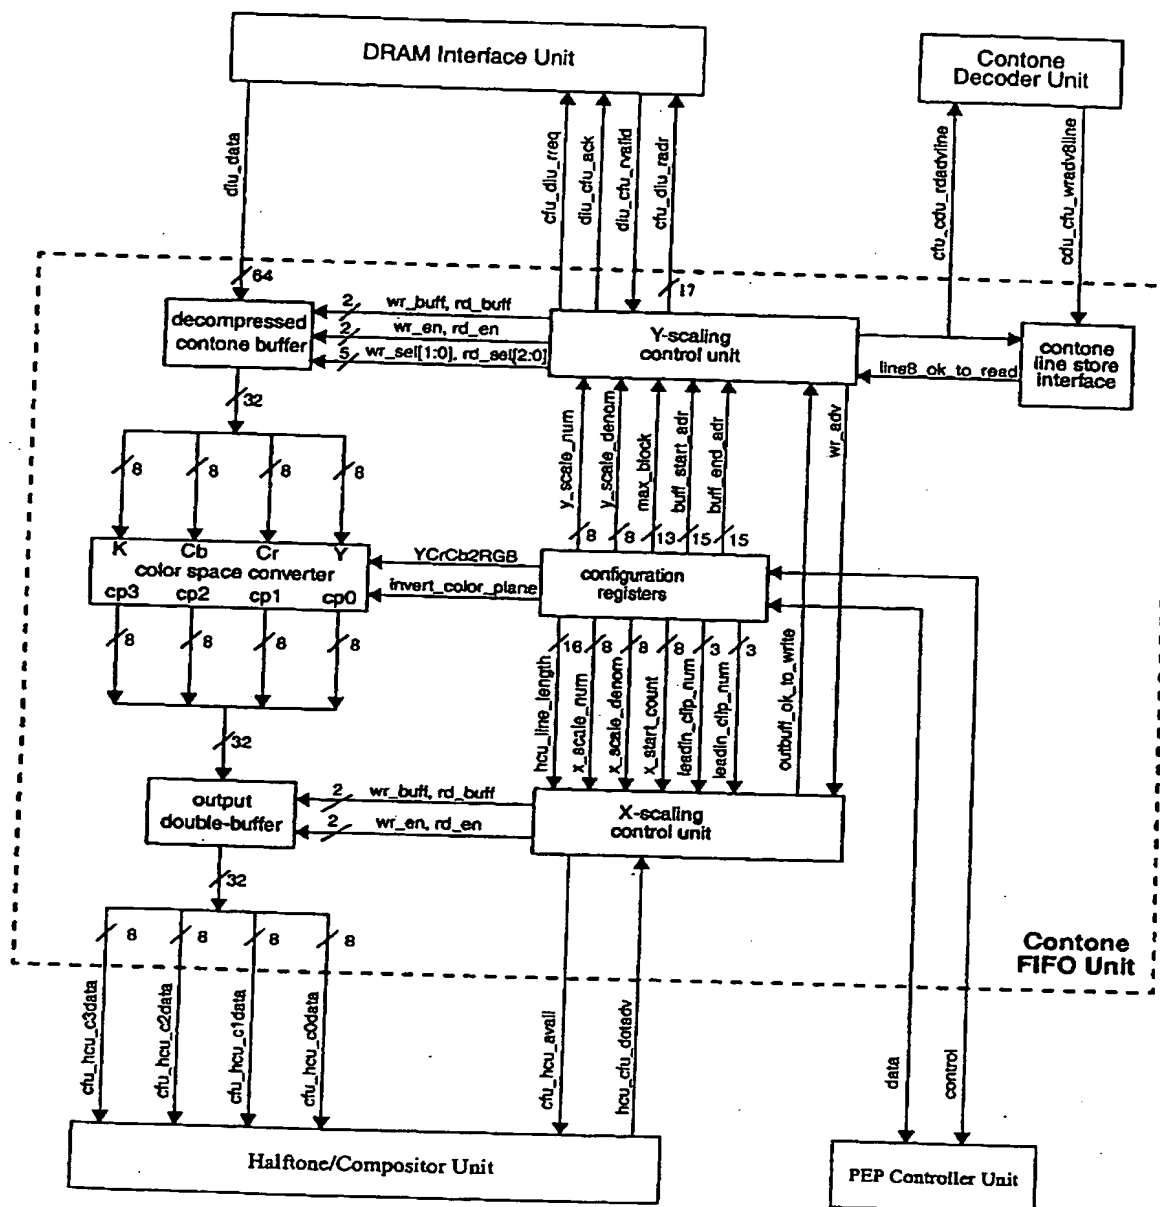 DRAM Interface Unit
Contone
Decoder Unit
diu_data
cfu_diu_rreq
diu_cfu_ack
diu_cfu_rvalid
cfu_diu_radr
cfu_cdu_rdadvline
cdu_cfu_wradv8line
64
17
decompressed
contone buffer
2 wr_buff, rd_buff
2 wr_en, rd_en
5 wr_sel[1:0], rd_sel[2:0]
Y-scaling
control unit
line8_ok_to_read
contone
line store
interface
32
8 8 8 8
y_scale_num
y_scale_denom
max_block
buff_start_adr
buff_end_adr
wr_adv
8 8 13 15 15
K Cb Cr Y
color space converter
cp3 cp2 cp1 cp0
YCrCb2RGB
invert_color_plane
configuration
registers
8 8 8 8
16 8 8 8 3 3
hcu_line_length
x_scale_num
x_scale_denom
x_start_count
leadin_clip_num
leadin_clip_num
outbuff_ok_to_write
32
output
double-buffer
2 wr_buff, rd_buff
2 wr_en, rd_en
X-scaling
control unit
32
8 8 8 8
Contone
FIFO Unit
cfu_hcu_c3data
cfu_hcu_c2data
cfu_hcu_c1data
cfu_hcu_c0data
cfu_hcu_avail
hcu_cfu_dotadv
data
control
Halftone/Compositor Unit
PEP Controller Unit